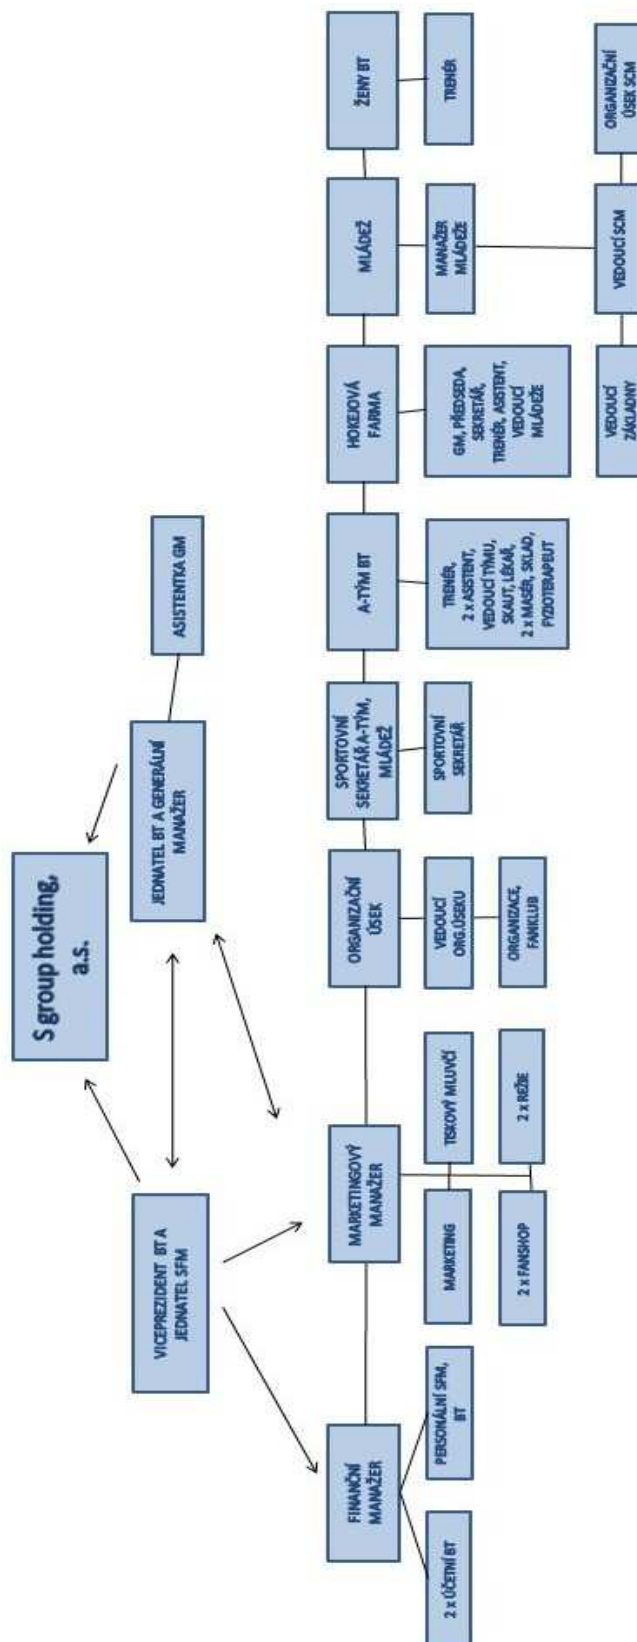 S group holding,
a.s.
VICEPREZIDENT BT A
JEDNATEL SFM
JEDNATEL BT A GENERÁLNÍ
MANAŽER
ASISTENTKA GM
FINANČNÍ
MANAŽER
MARKETINGOVÝ
MANAŽER
ORGANIZAČNÍ
ÚSEK
SPORTOVNÍ
SEKRETÁŘ A-TÝM,
MLÁDEŽ
A-TÝM BT
HOKEJOVÁ
FARMA
MLÁDEŽ
ŽENY BT
2 x ÚČETNÍ BT
PERSONÁLNÍ SFM,
BT
MARKETING
TISKOVÝ MLUVČÍ
VEDOUCÍ
ORG.ÚSEKU
SPORTOVNÍ
SEKRETÁŘ
TRENÉR,
2 x ASISTENT,
VEDOUCÍ TÝMU,
SKAUT, LÉKAŘ,
2 x MASÉR, SKLAD,
FYZIOTERAPEUT
GM, PŘEDSEDA,
SEKRETÁŘ,
TRENÉR, ASISTENT,
VEDOUCÍ
MLÁDEŽE
MANAŽER
MLÁDEŽE
TRENÉR
2 x FANSHOP
2 x REŽIE
ORGANIZACE,
FANKLUB
VEDOUCÍ
ZÁKLADNY
VEDOUCÍ SCM
ORGANIZAČNÍ
ÚSEK SCM